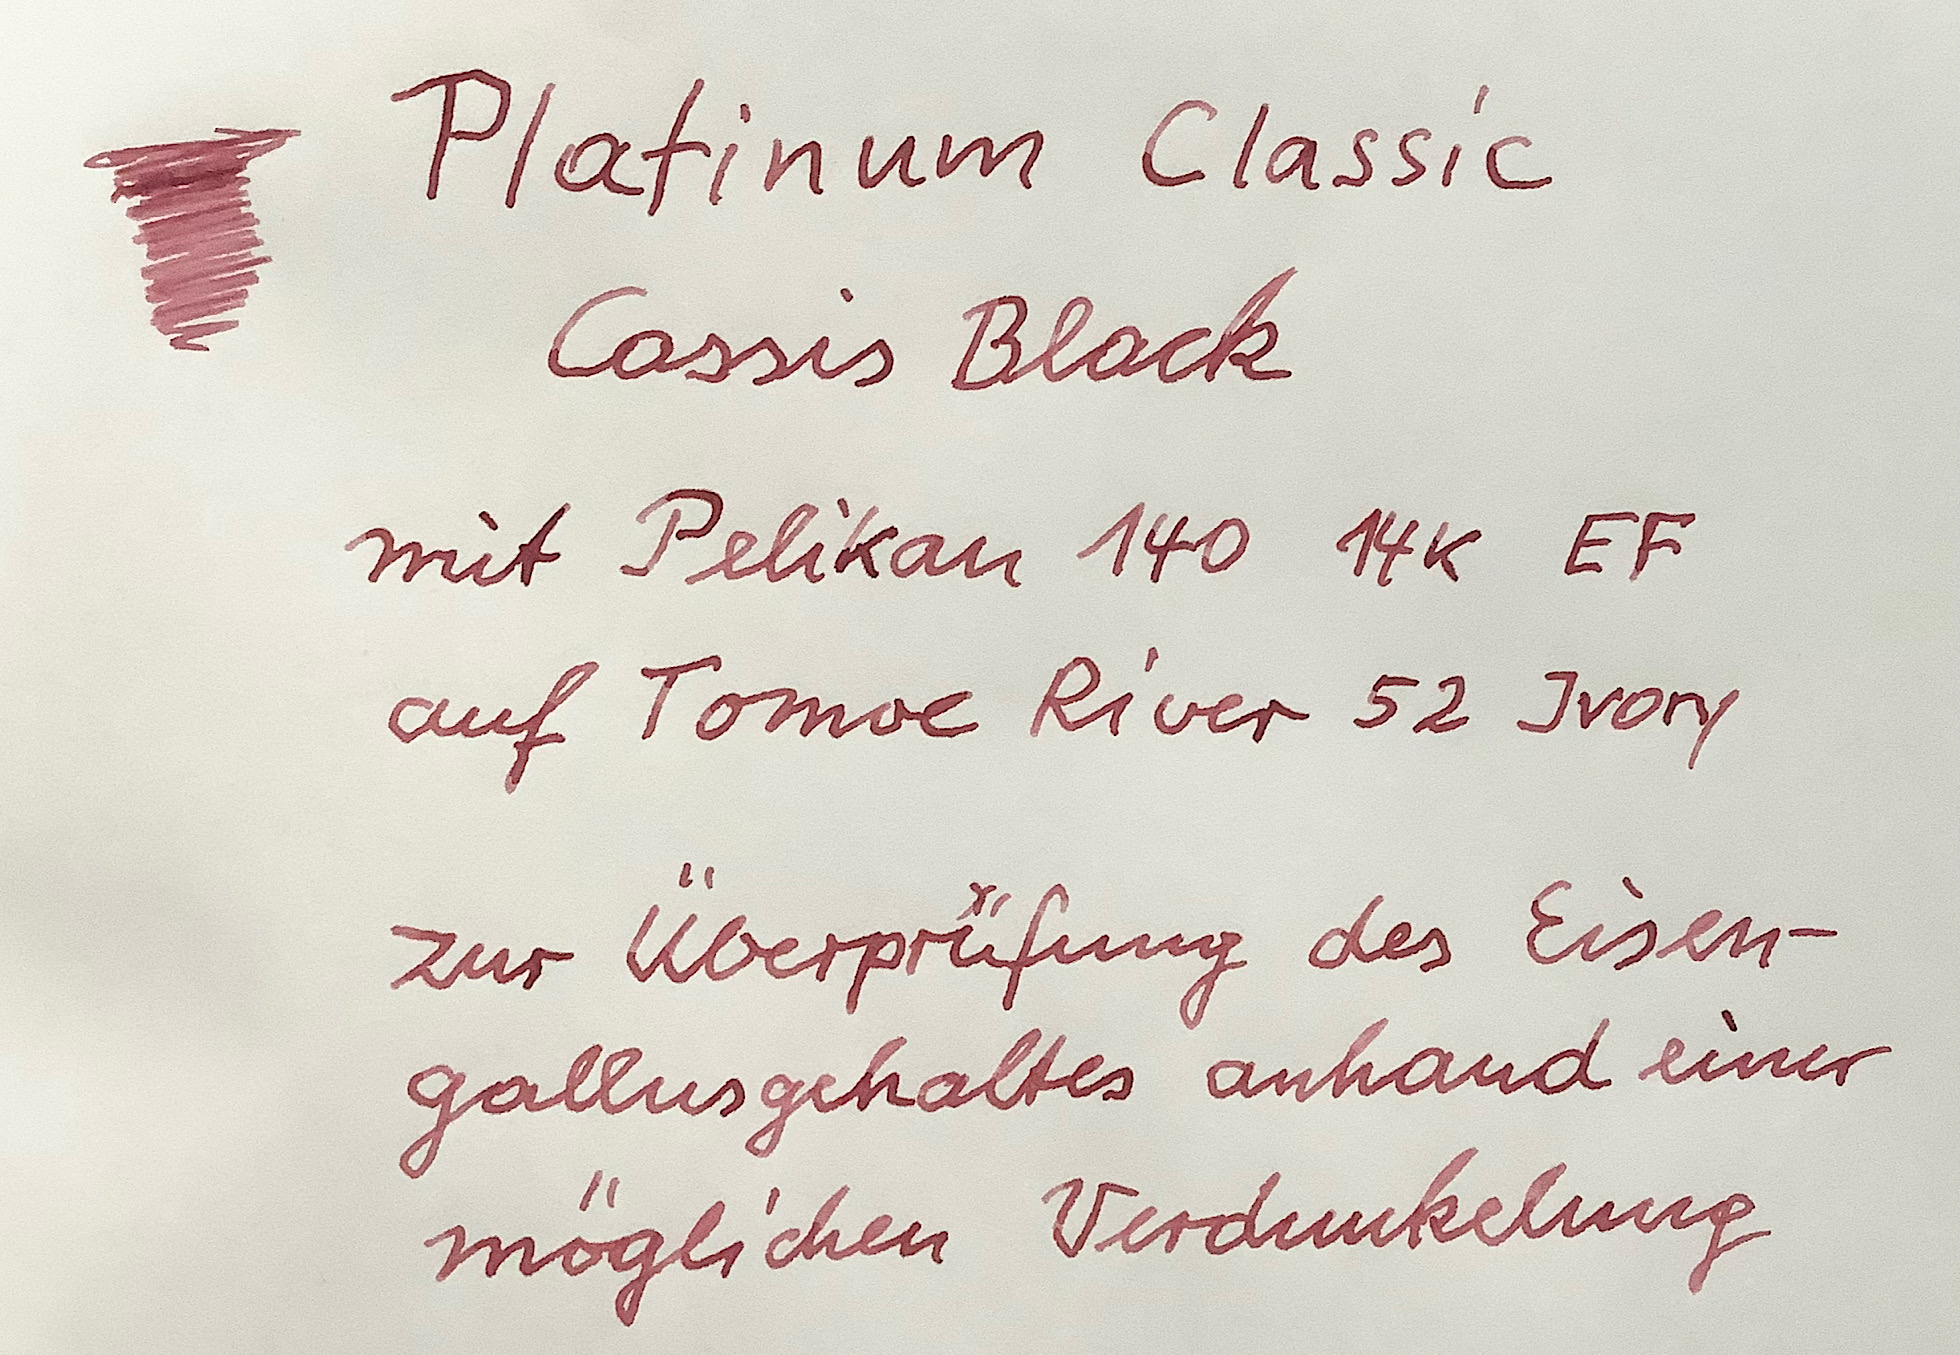 Platinum Classic
Cassis Black
mit Pelikan 140 14K EF
auf Tomoe River 52 Ivory
zur Überprüfung des Eisen-
gallusgehaltes anhand einer
möglichen Verdunkelung